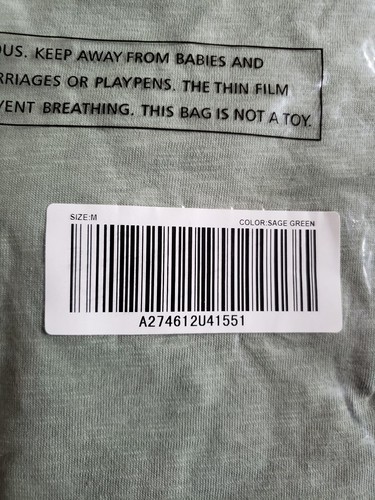 OUS. KEEP AWAY FROM BABIES AND
RRIAGES OR PLAYPENS. THE THIN FILM
VENT BREATHING. THIS BAG IS NOT A TOY.
SIZE:M
COLOR:SAGE GREEN
A274612U41551